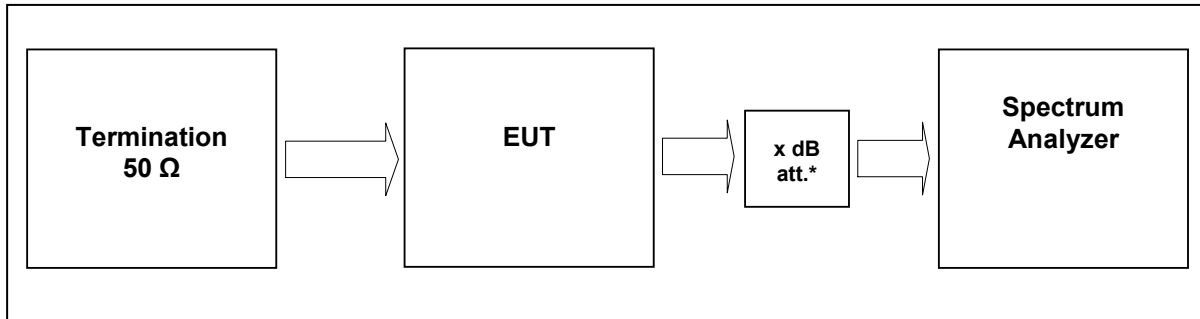 Termination
50 Ω
EUT
x dB
att.*
Spectrum
Analyzer